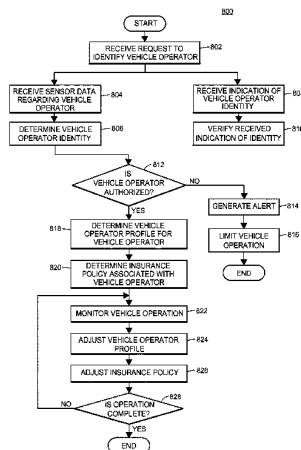 START
800
RECEIVE REQUEST TO
IDENTIFY VEHICLE OPERATOR
802
RECEIVE SENSOR DATA
REGARDING VEHICLE
OPERATOR
804
DETERMINE VEHICLE
OPERATOR IDENTITY
806
RECEIVE INDICATION OF
VEHICLE OPERATOR
IDENTITY
VERIFY RECEIVED
INDICATION OF IDENTITY
IS
VEHICLE OPERATOR
AUTHORIZED?
812
NO
YES
GENERATE ALERT
814
LIMIT VEHICLE
OPERATION
816
END
818
DETERMINE VEHICLE
OPERATOR PROFILE FOR
VEHICLE OPERATOR
820
DETERMINE INSURANCE
POLICY ASSOCIATED WITH
VEHICLE OPERATOR
MONITOR VEHICLE OPERATION
822
ADJUST VEHICLE OPERATOR
PROFILE
824
ADJUST INSURANCE POLICY
IS OPERATION
COMPLETE?
828
NO
YES
END